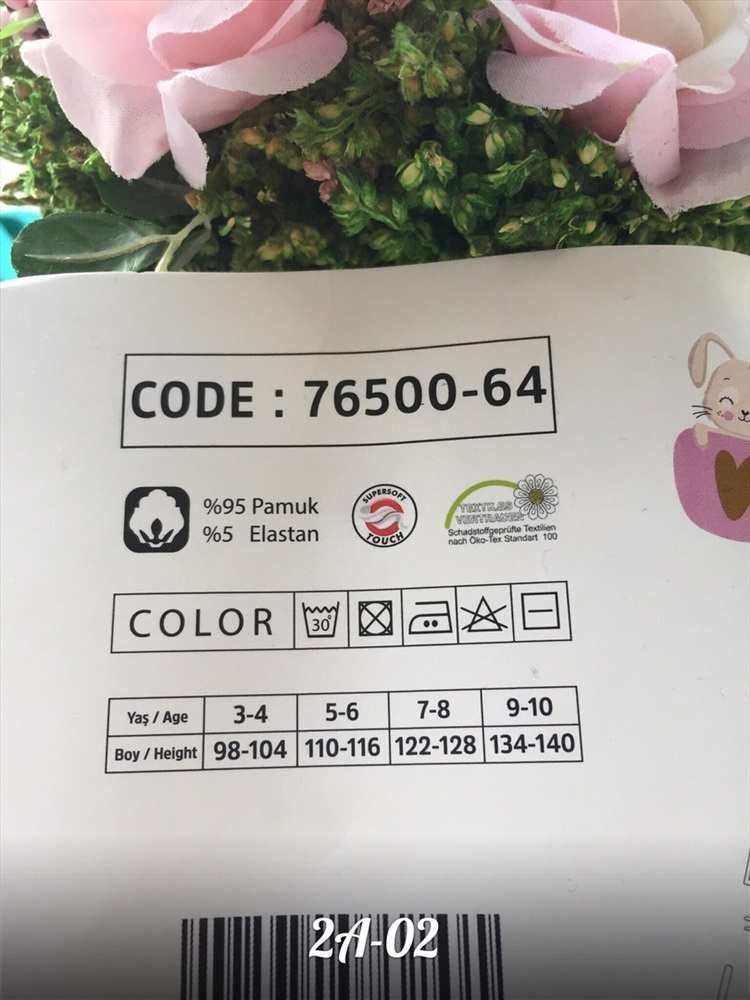 CODE : 76500-64
%95 Pamuk
%5 Elastan
SUPERSOFT
TOUCH
TEXTILES
VERTRAUEN
Schadstoffgeprüfte Textilien
nach Öko-Tex Standart 100
COLOR
30°
Yaş / Age 3-4 5-6 7-8 9-10
Boy / Height 98-104 110-116 122-128 134-140
2A-02